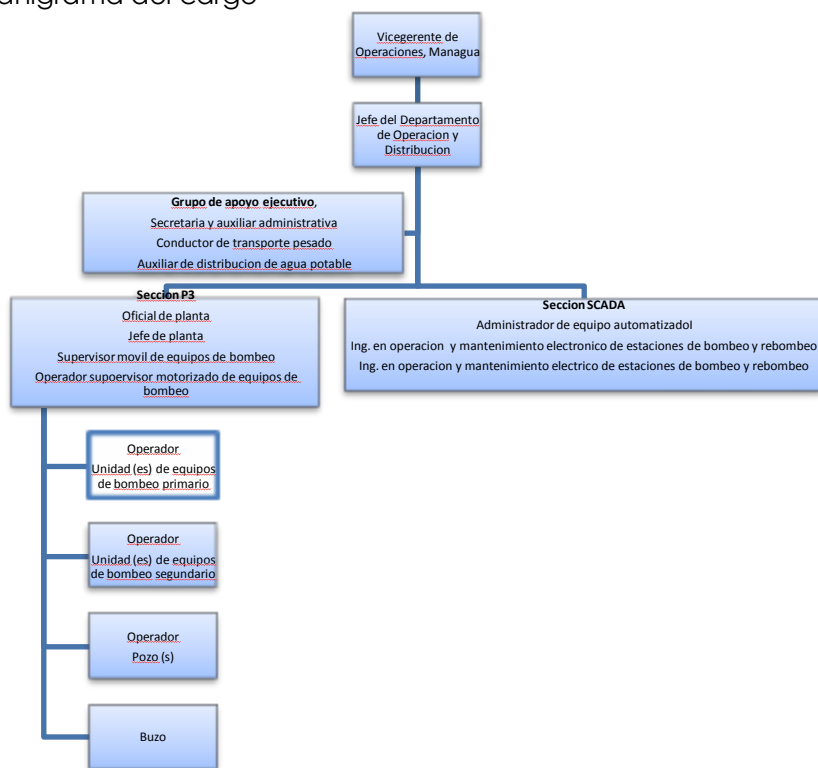 anigrama del cargo
Vicegerente de
Operaciones, Managua
Jefe del Departamento
de Operacion y
Distribucion
Grupo de apoyo ejecutivo,
Secretaria y auxiliar administrativa
Conductor de transporte pesado
Auxiliar de distribucion de agua potable
Seccion P3
Oficial de planta
Jefe de planta
Supervisor movil de equipos de bombeo
Operador supoervisor motorizado de equipos de
bombeo
Seccion SCADA
Administrador de equipo automatizadol
Ing. en operacion y mantenimiento electronico de estaciones de bombeo y rebombeo
Ing. en operacion y mantenimiento electrico de estaciones de bombeo y rebombeo
Operador
Unidad (es) de equipos
de bombeo primario
Operador
Unidad (es) de equipos
de bombeo segundario
Operador
Pozo (s)
Buzo